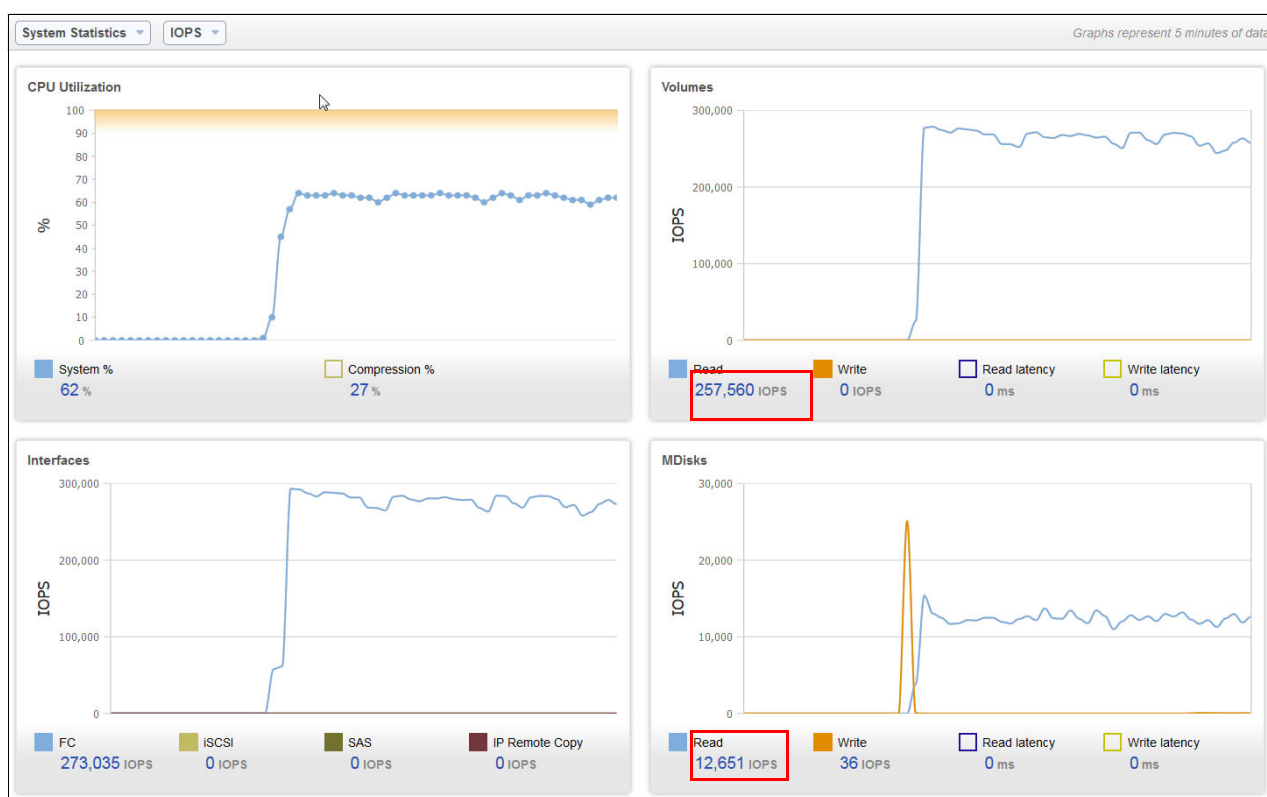 System Statistics IOPS Graphs represent 5 minutes of data
CPU Utilization
100
90
80
70
60
50
40
30
20
10
0
%
System % Compression %
62 % 27 %
Volumes
300,000
200,000
100,000
0
IOPS
Read Write Read latency Write latency
257,560 IOPS 0 IOPS 0 ms 0 ms
Interfaces
300,000
200,000
100,000
0
IOPS
FC iSCSI SAS IP Remote Copy
273,035 IOPS 0 IOPS 0 IOPS 0 IOPS
MDisks
30,000
20,000
10,000
0
IOPS
Read Write Read latency Write latency
12,651 IOPS 36 IOPS 0 ms 0 ms